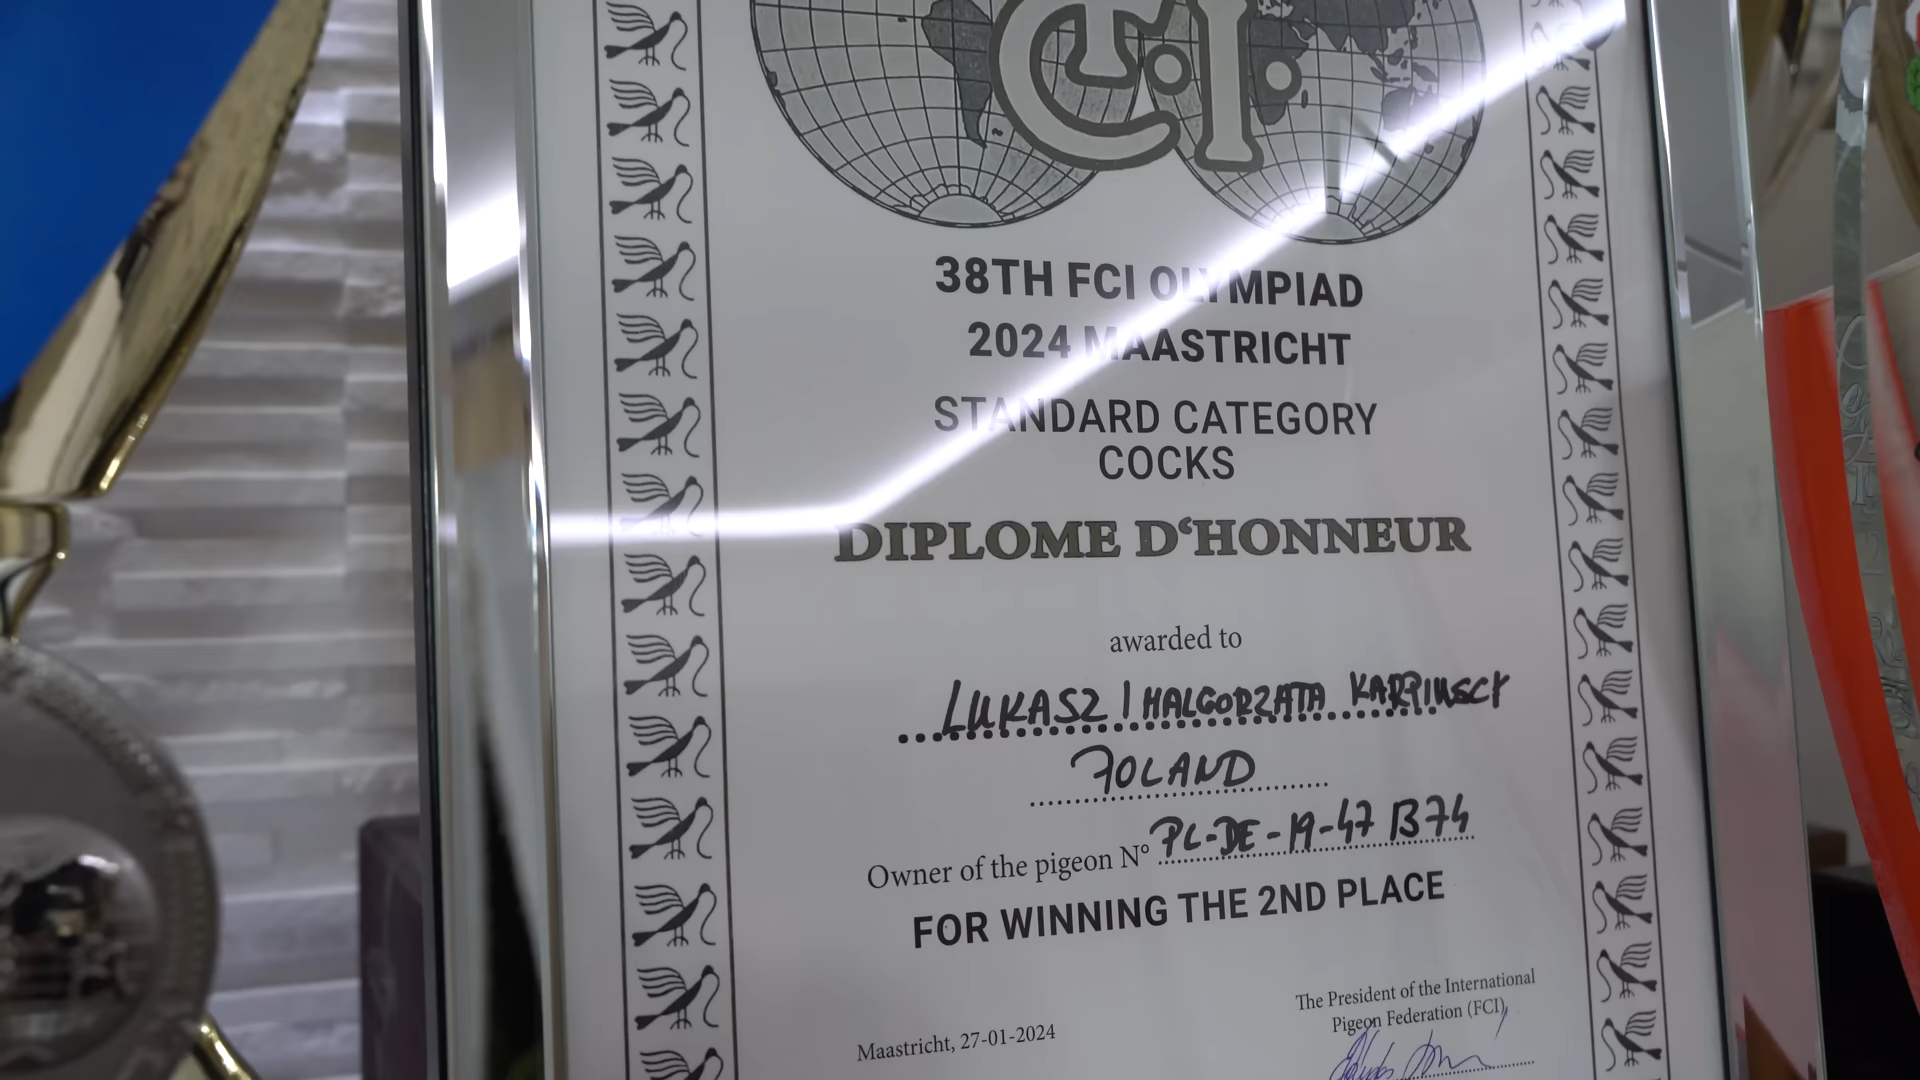 C.I.
38TH FCI OLYMPIAD
2024 MAASTRICHT
STANDARD CATEGORY
COCKS
DIPLOME D‘HONNEUR
awarded to
LUKASZ I MALGORZATA KARPINSCY
POLAND
Owner of the pigeon N° PL-DE-19-47 1374
FOR WINNING THE 2ND PLACE
The President of the International
Pigeon Federation (FCI)
Maastricht, 27-01-2024